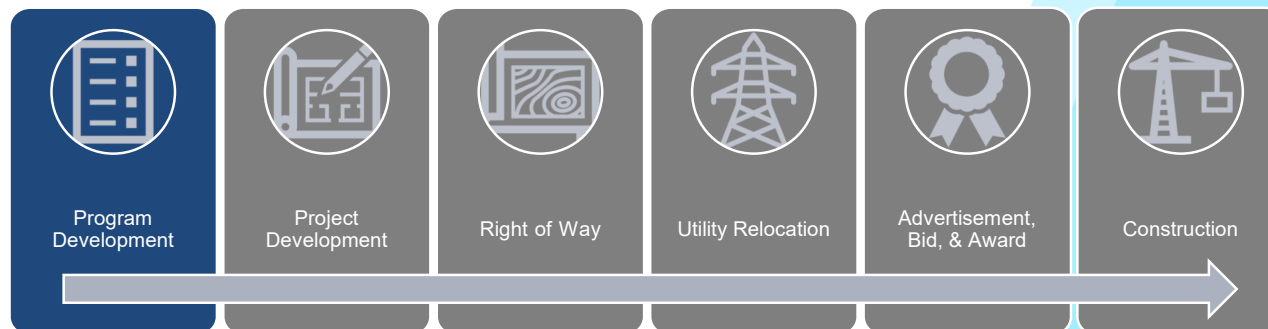 Program
Development
Project
Development
Right of Way
Utility Relocation
Advertisement,
Bid, & Award
Construction